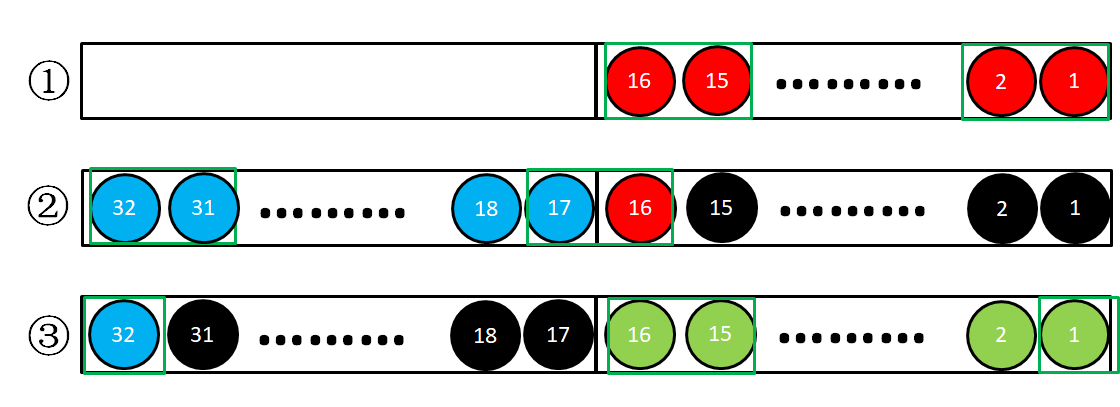 ① 16 15 ......... 2 1
② 32 31 ......... 18 17 16 15 ......... 2 1
③ 32 31 ......... 18 17 16 15 ......... 2 1